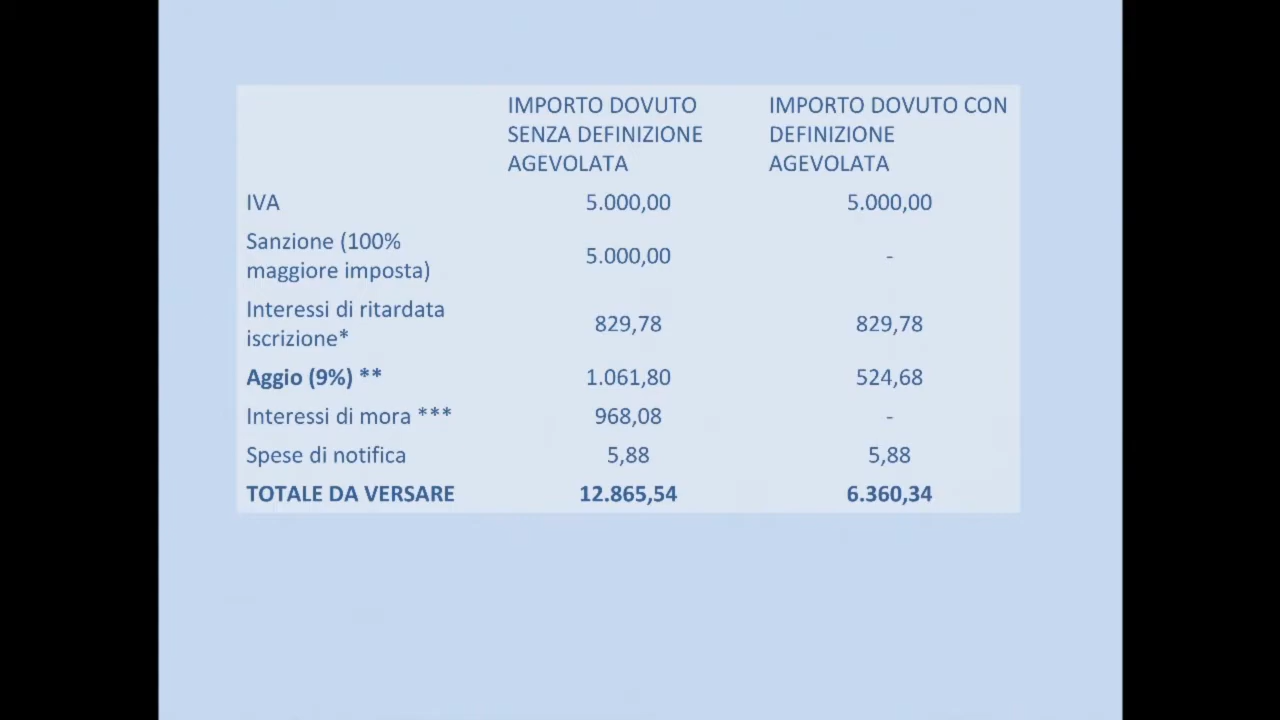 IMPORTO DOVUTO SENZA DEFINIZIONE AGEVOLATA IMPORTO DOVUTO CON DEFINIZIONE AGEVOLATA
IVA 5.000,00 5.000,00
Sanzione (100% maggiore imposta) 5.000,00 -
Interessi di ritardata iscrizione* 829,78 829,78
Aggio (9%) ** 1.061,80 524,68
Interessi di mora *** 968,08 -
Spese di notifica 5,88 5,88
TOTALE DA VERSARE 12.865,54 6.360,34